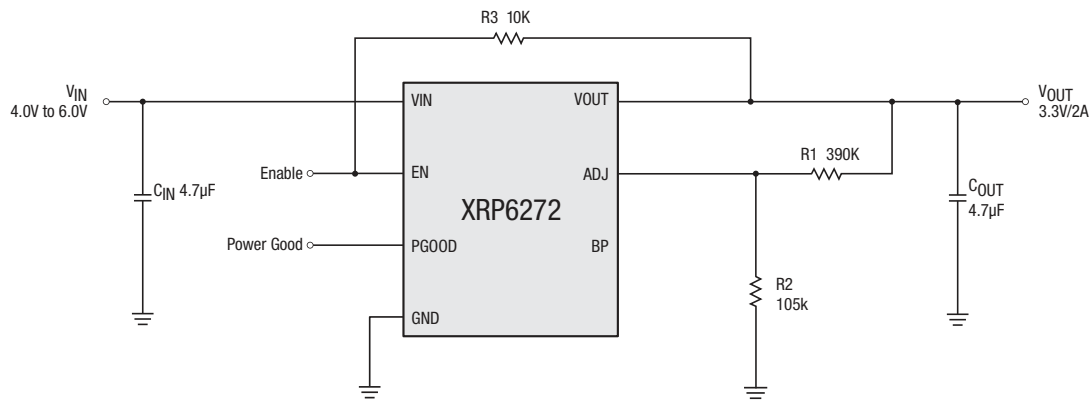 R3 10K
VIN
4.0V to 6.0V
VIN
VOUT
VOUT
3.3V/2A
R1 390K
Enable
EN
ADJ
CIN 4.7µF
COUT
4.7µF
XRP6272
Power Good
PGOOD
BP
R2
105k
GND